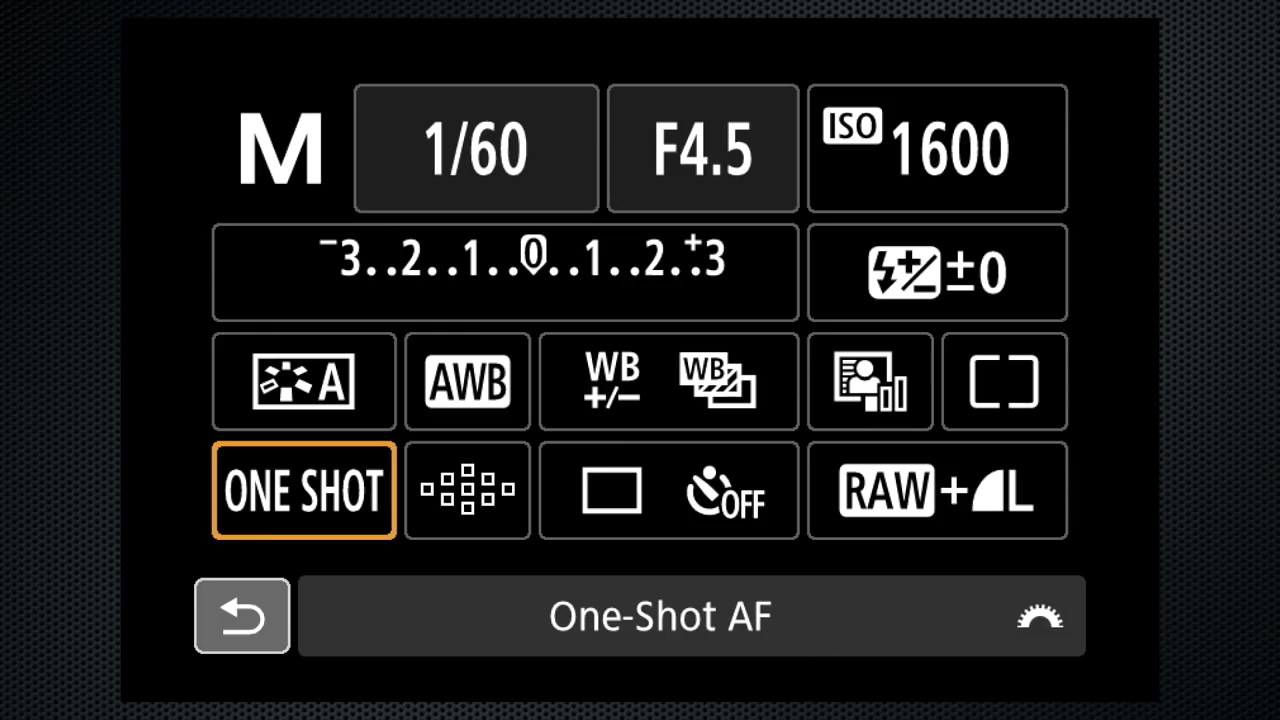 M 1/60 F4.5 ISO 1600
-3..2..1..0..1..2..+3 ±0
A AWB WB +/- WB
ONE SHOT OFF RAW+L
One-Shot AF